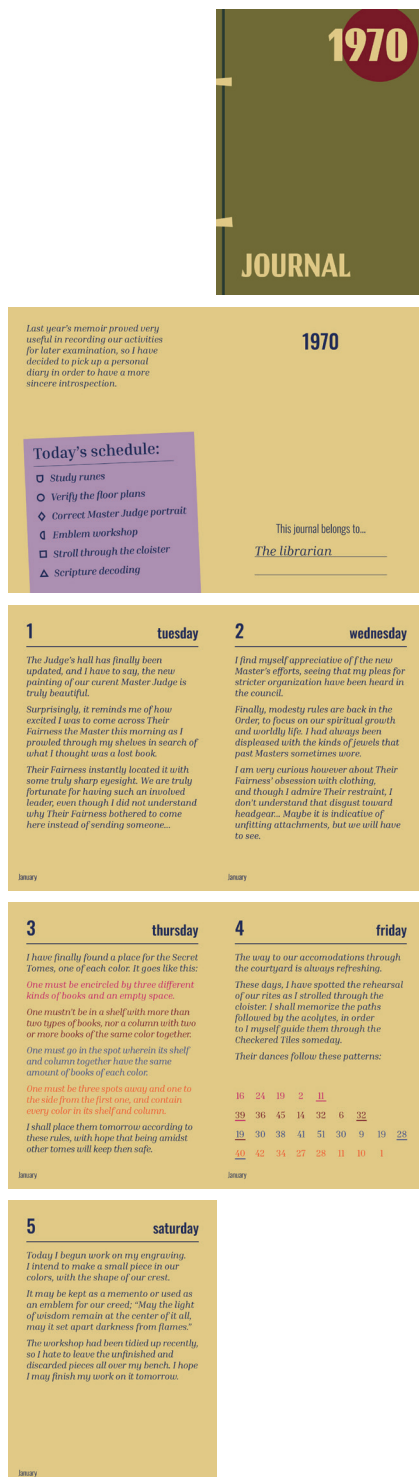 1970
JOURNAL
Last year's memoir proved very
useful in recording our activities
for later examination, so I have
decided to pick up a personal
diary in order to have a more
sincere introspection.
Today's schedule:
Study runes
Verify the floor plans
Correct Master Judge portrait
Emblem workshop
Stroll through the cloister
Scripture decoding
1970
This journal belongs to...
The librarian
1 tuesday
The Judge's hall has finally been
updated, and I have to say, the new
painting of our curent Master Judge is
truly beautiful.
Surprisingly, it reminds me of how
excited I was to come across Their
Fairness the Master this morning as I
prowled through my shelves in search of
what I thought was a lost book.
Their Fairness instantly located it with
some truly sharp eyesight. We are truly
fortunate for having such an involved
leader, even though I did not understand
why Their Fairness bothered to come
here instead of sending someone...
January
2 wednesday
I find myself appreciative of f the new
Master's efforts, seeing that my pleas for
stricter organization have been heard in
the council.
Finally, modesty rules are back in the
Order, to focus on our spiritual growth
and worldly life. I had always been
displeased with the kinds of jewels that
past Masters sometimes wore.
I am very curious however about Their
Fairness' obsession with clothing,
and though I admire Their restraint, I
don't understand that disgust toward
headgear... Maybe it is indicative of
unfitting attachments, but we will have
to see.
January
3 thursday
I have finally found a place for the Secret
Tomes, one of each color. It goes like this:
One must be encircled by three different
kinds of books and an empty space.
One mustn't be in a shelf with more than
two types of books, nor a column with two
or more books of the same color together.
One must go in the spot wherein its shelf
and column together have the same
amount of books of each color.
One must be three spots away and one to
the side from the first one, and contain
every color in its shelf and column.
I shall place them tomorrow according to
these rules, with hope that being amidst
other tomes will keep then safe.
January
4 friday
The way to our accomodations through
the courtyard is always refreshing.
These days, I have spotted the rehearsal
of our rites as I strolled through the
cloister. I shall memorize the paths
followed by the acolytes, in order
to I myself guide them through the
Checkered Tiles someday.
Their dances follow these patterns:
16 24 19 2 11
39 36 45 14 32 6 32
19 30 38 41 51 30 9 19 28
40 42 34 27 28 11 10 1
January
5 saturday
Today I begun work on my engraving.
I intend to make a small piece in our
colors, with the shape of our crest.
It may be kept as a memento or used as
an emblem for our creed; "May the light
of wisdom remain at the center of it all,
may it set apart darkness from flames."
The workshop had been tidied up recently,
so I hate to leave the unfinished and
discarded pieces all over my bench. I hope
I may finish my work on it tomorrow.
January